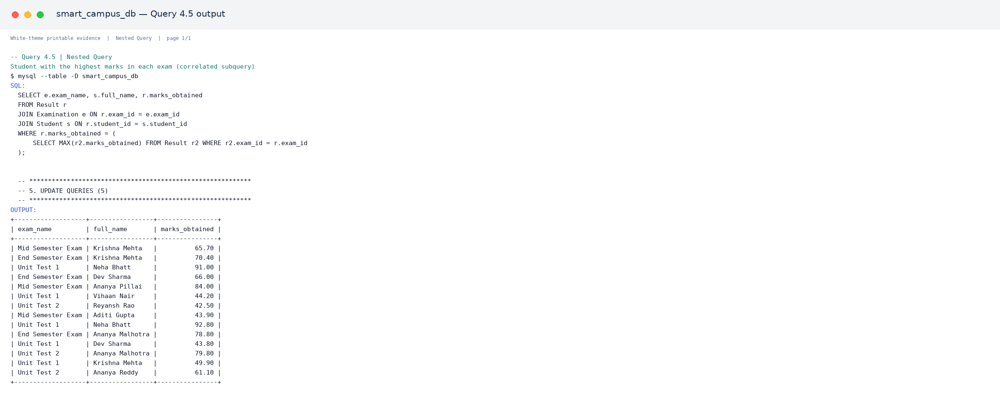 smart_campus_db — Query 4.5 output
White-theme printable evidence  |  Nested Query  |  page 1/1
-- Query 4.5 | Nested Query
Student with the highest marks in each exam (correlated subquery)
$ mysql --table -D smart_campus_db
SQL:
  SELECT e.exam_name, s.full_name, r.marks_obtained
  FROM Result r
  JOIN Examination e ON r.exam_id = e.exam_id
  JOIN Student s ON r.student_id = s.student_id
  WHERE r.marks_obtained = (
      SELECT MAX(r2.marks_obtained) FROM Result r2 WHERE r2.exam_id = r.exam_id
  );
  -- ***********************************************************
  -- 5. UPDATE QUERIES (5)
  -- ***********************************************************
OUTPUT:
+-------------------+-----------------+----------------+
| exam_name         | full_name       | marks_obtained |
+-------------------+-----------------+----------------+
| Mid Semester Exam | Krishna Mehta   |          65.70 |
| End Semester Exam | Krishna Mehta   |          70.40 |
| Unit Test 1       | Neha Bhatt      |          91.00 |
| End Semester Exam | Dev Sharma      |          66.00 |
| Mid Semester Exam | Ananya Pillai   |          84.00 |
| Unit Test 1       | Vihaan Nair     |          44.20 |
| Unit Test 2       | Reyansh Rao     |          42.50 |
| Mid Semester Exam | Aditi Gupta     |          43.90 |
| Unit Test 1       | Neha Bhatt      |          92.80 |
| End Semester Exam | Ananya Malhotra |          78.80 |
| Unit Test 1       | Dev Sharma      |          43.80 |
| Unit Test 2       | Ananya Malhotra |          79.80 |
| Unit Test 1       | Krishna Mehta   |          49.90 |
| Unit Test 2       | Ananya Reddy    |          61.10 |
+-------------------+-----------------+----------------+